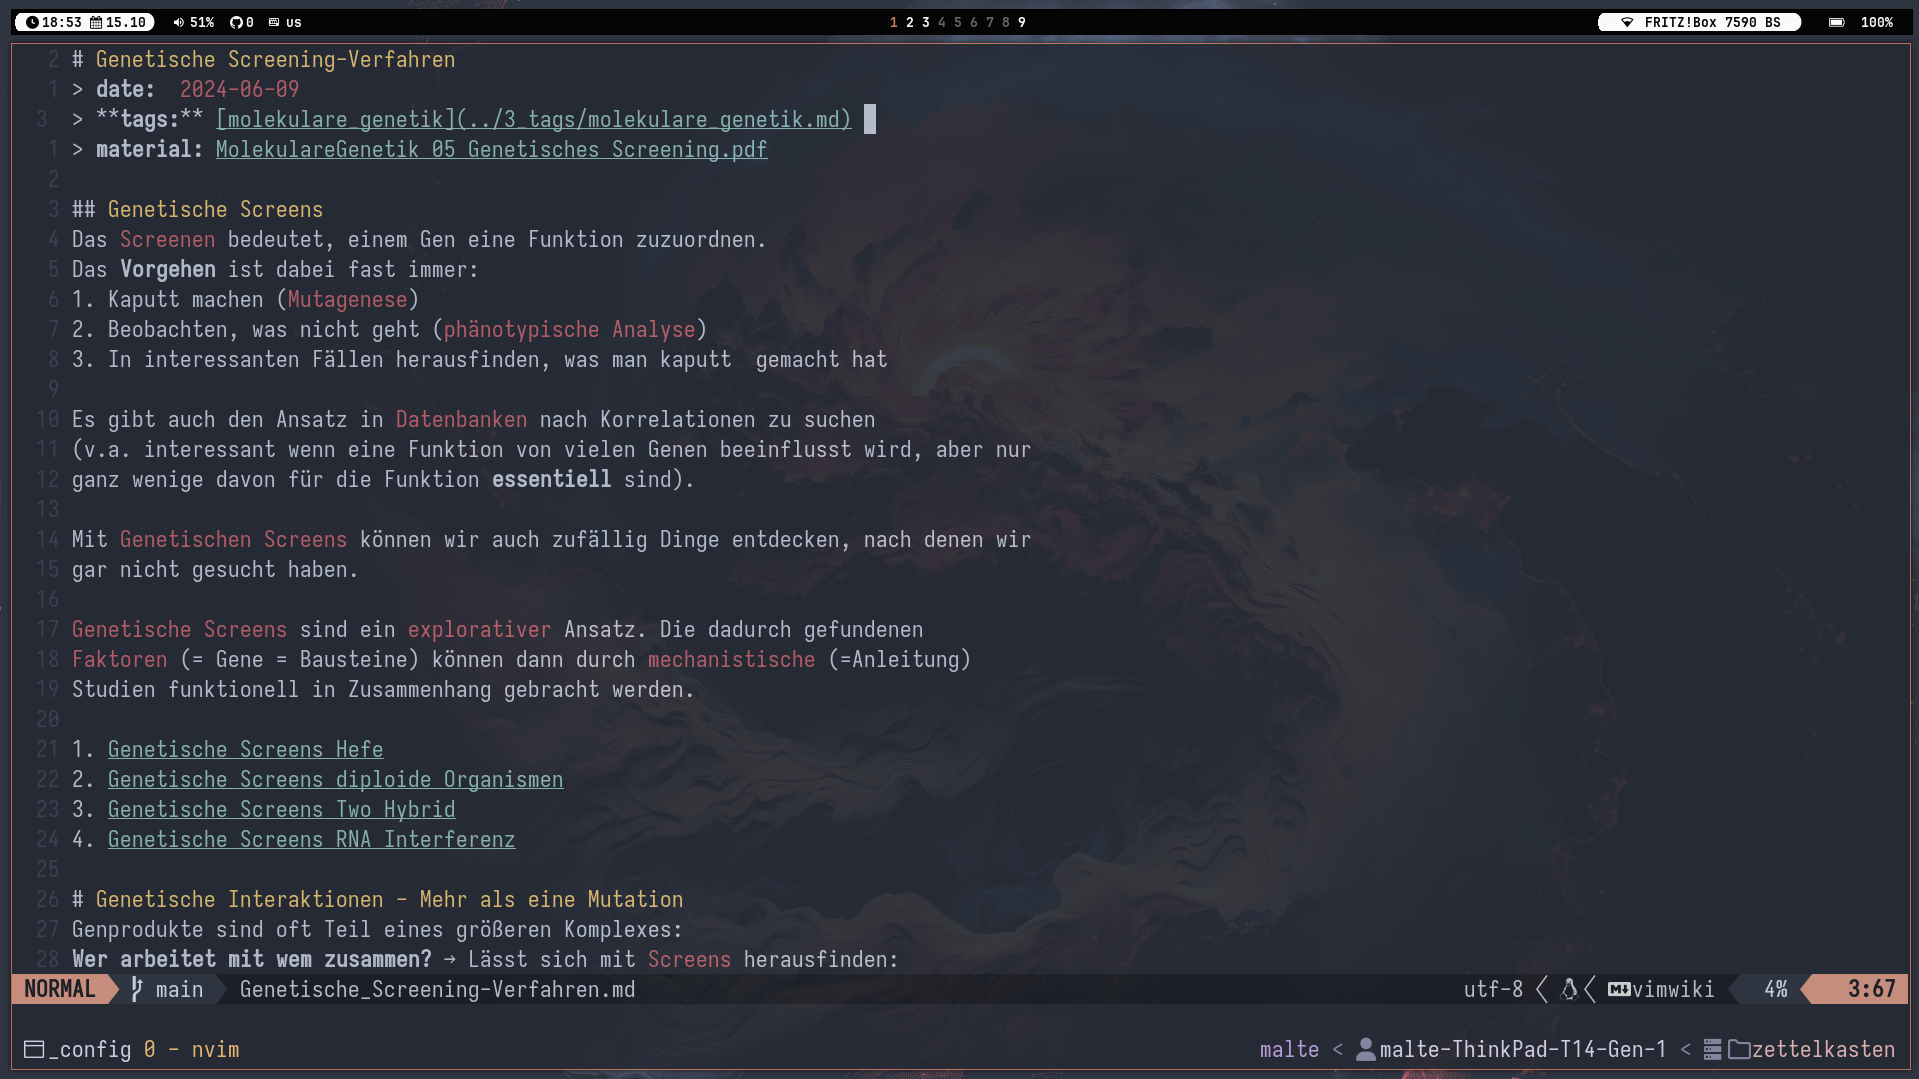 18:53 15.10 51% 0 us 1 2 3 4 5 6 7 8 9 FRITZ!Box 7590 BS 100%
2 # Genetische Screening-Verfahren
1 > date: 2024-06-09
3 > **tags:** [molekulare_genetik](../3_tags/molekulare_genetik.md)
1 > material: MolekulareGenetik_05_Genetisches_Screening.pdf
2
3 ## Genetische Screens
4 Das Screenen bedeutet, einem Gen eine Funktion zuzuordnen.
5 Das Vorgehen ist dabei fast immer:
6 1. Kaputt machen (Mutagenese)
7 2. Beobachten, was nicht geht (phänotypische Analyse)
8 3. In interessanten Fällen herausfinden, was man kaputt  gemacht hat
9
10 Es gibt auch den Ansatz in Datenbanken nach Korrelationen zu suchen
11 (v.a. interessant wenn eine Funktion von vielen Genen beeinflusst wird, aber nur
12 ganz wenige davon für die Funktion essentiell sind).
13
14 Mit Genetischen Screens können wir auch zufällig Dinge entdecken, nach denen wir
15 gar nicht gesucht haben.
16
17 Genetische Screens sind ein explorativer Ansatz. Die dadurch gefundenen
18 Faktoren (= Gene = Bausteine) können dann durch mechanistische (=Anleitung)
19 Studien funktionell in Zusammenhang gebracht werden.
20
21 1. Genetische Screens Hefe
22 2. Genetische Screens diploide Organismen
23 3. Genetische Screens Two Hybrid
24 4. Genetische Screens RNA Interferenz
25
26 # Genetische Interaktionen - Mehr als eine Mutation
27 Genprodukte sind oft Teil eines größeren Komplexes:
28 Wer arbeitet mit wem zusammen? → Lässt sich mit Screens herausfinden:
NORMAL main Genetische_Screening-Verfahren.md utf-8 vimwiki 4% 3:67
_config 0 - nvim malte < malte-ThinkPad-T14-Gen-1 < zettelkasten